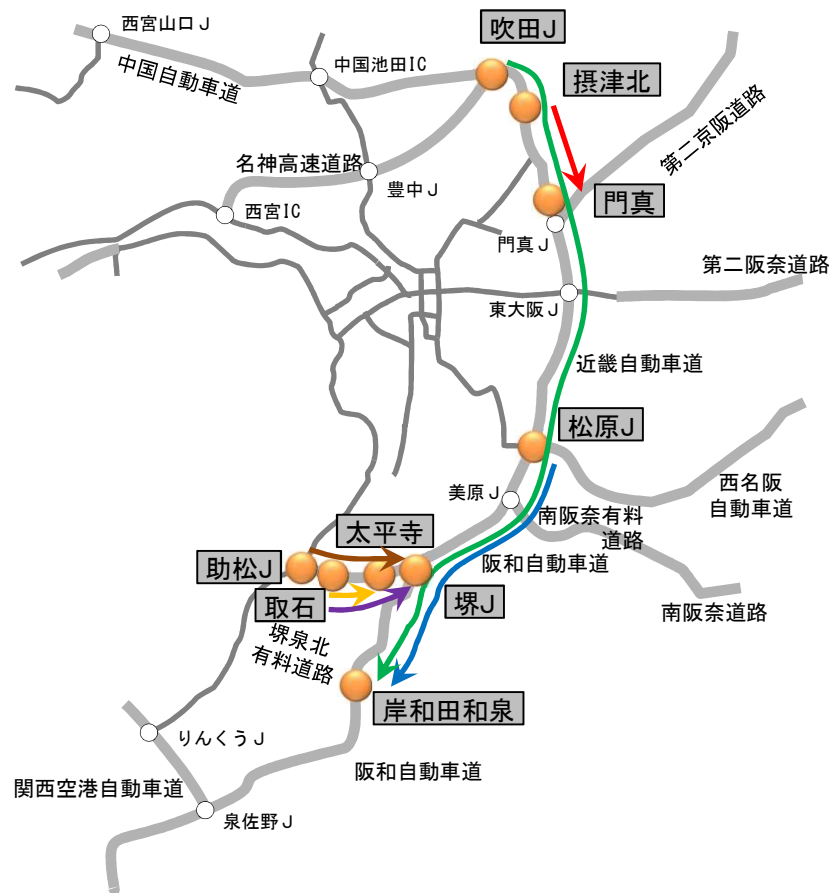 西宮山口J
中国自動車道
中国池田IC
吹田J
摂津北
第二京阪道路
名神高速道路
豊中J
西宮IC
門真
門真J
第二阪奈道路
東大阪J
近畿自動車道
松原J
西名阪
自動車道
美原J
南阪奈有料
道路
太平寺
阪和自動車道
助松J
取石
堺J
南阪奈道路
堺泉北
有料道路
岸和田和泉
りんくうJ
阪和自動車道
関西空港自動車道
泉佐野J